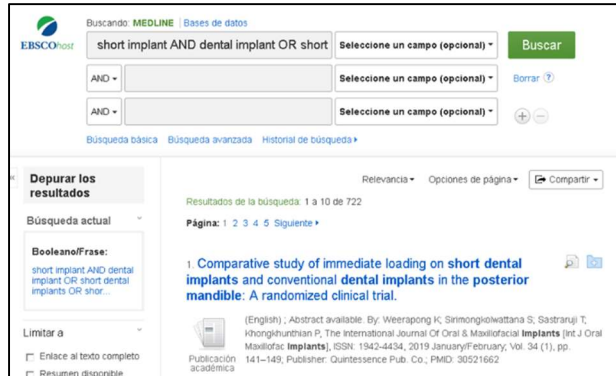 Buscando: MEDLINE Bases de datos
EBSCOhost
short implant AND dental implant OR short
Seleccione un campo (opcional)
Buscar
AND
Seleccione un campo (opcional)
Borrar ?
AND
Seleccione un campo (opcional)
Búsqueda básica Búsqueda avanzada Historial de búsqueda
Depurar los
resultados
Búsqueda actual
Booleano/Frase:
short implant AND dental
implant OR short dental
implants OR shor...
Limitar a
Enlace al texto completo
Resumen disponible
Relevancia Opciones de página Compartir
Resultados de la búsqueda: 1 a 10 de 722
Página: 1 2 3 4 5 Siguiente
1. Comparative study of immediate loading on short dental
implants and conventional dental implants in the posterior
mandible: A randomized clinical trial.
(English) ; Abstract available. By: Weerapong K; Sirimongkolwattana S; Sastraruji T;
Khongkhunthian P, The International Journal Of Oral & Maxillofacial Implants [Int J Oral
Maxillofac Implants], ISSN: 1942-4434, 2019 January/February; Vol. 34 (1), pp.
141–149, Publisher: Quintessence Pub. Co.; PMID: 30521662
Publicación
académica